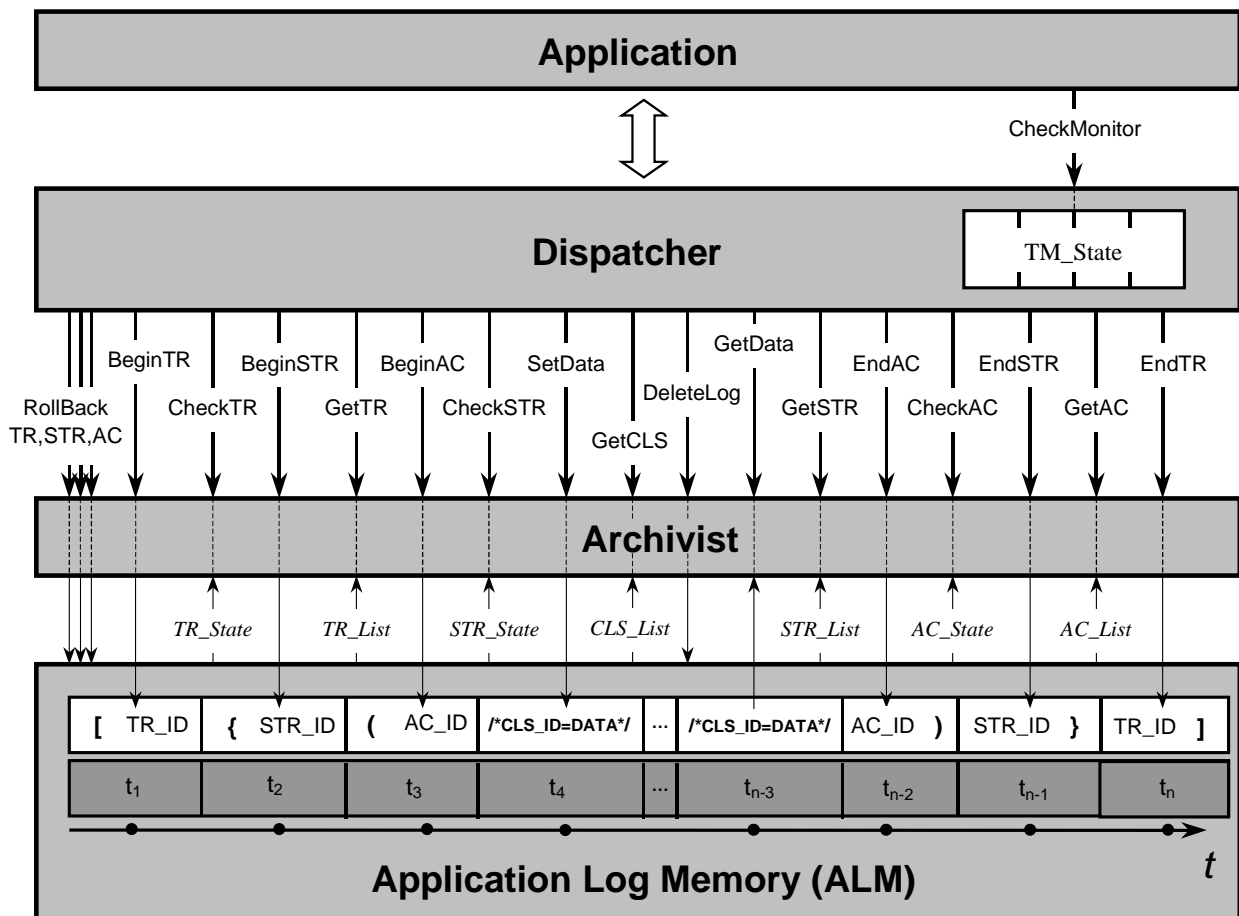 Application
CheckMonitor
Dispatcher
TM_State
BeginTR
BeginSTR
BeginAC
SetData
GetData
EndAC
EndSTR
EndTR
DeleteLog
RollBack
TR,STR,AC
CheckTR
GetTR
CheckSTR
GetSTR
CheckAC
GetAC
GetCLS
Archivist
TR_State
TR_List
STR_State
CLS_List
STR_List
AC_State
AC_List
[ TR_ID
{ STR_ID
( AC_ID
/*CLS_ID=DATA*/
...
/*CLS_ID=DATA*/
AC_ID )
STR_ID }
TR_ID ]
t1
t2
t3
t4
...
tn-3
tn-2
tn-1
tn
t
Application Log Memory (ALM)